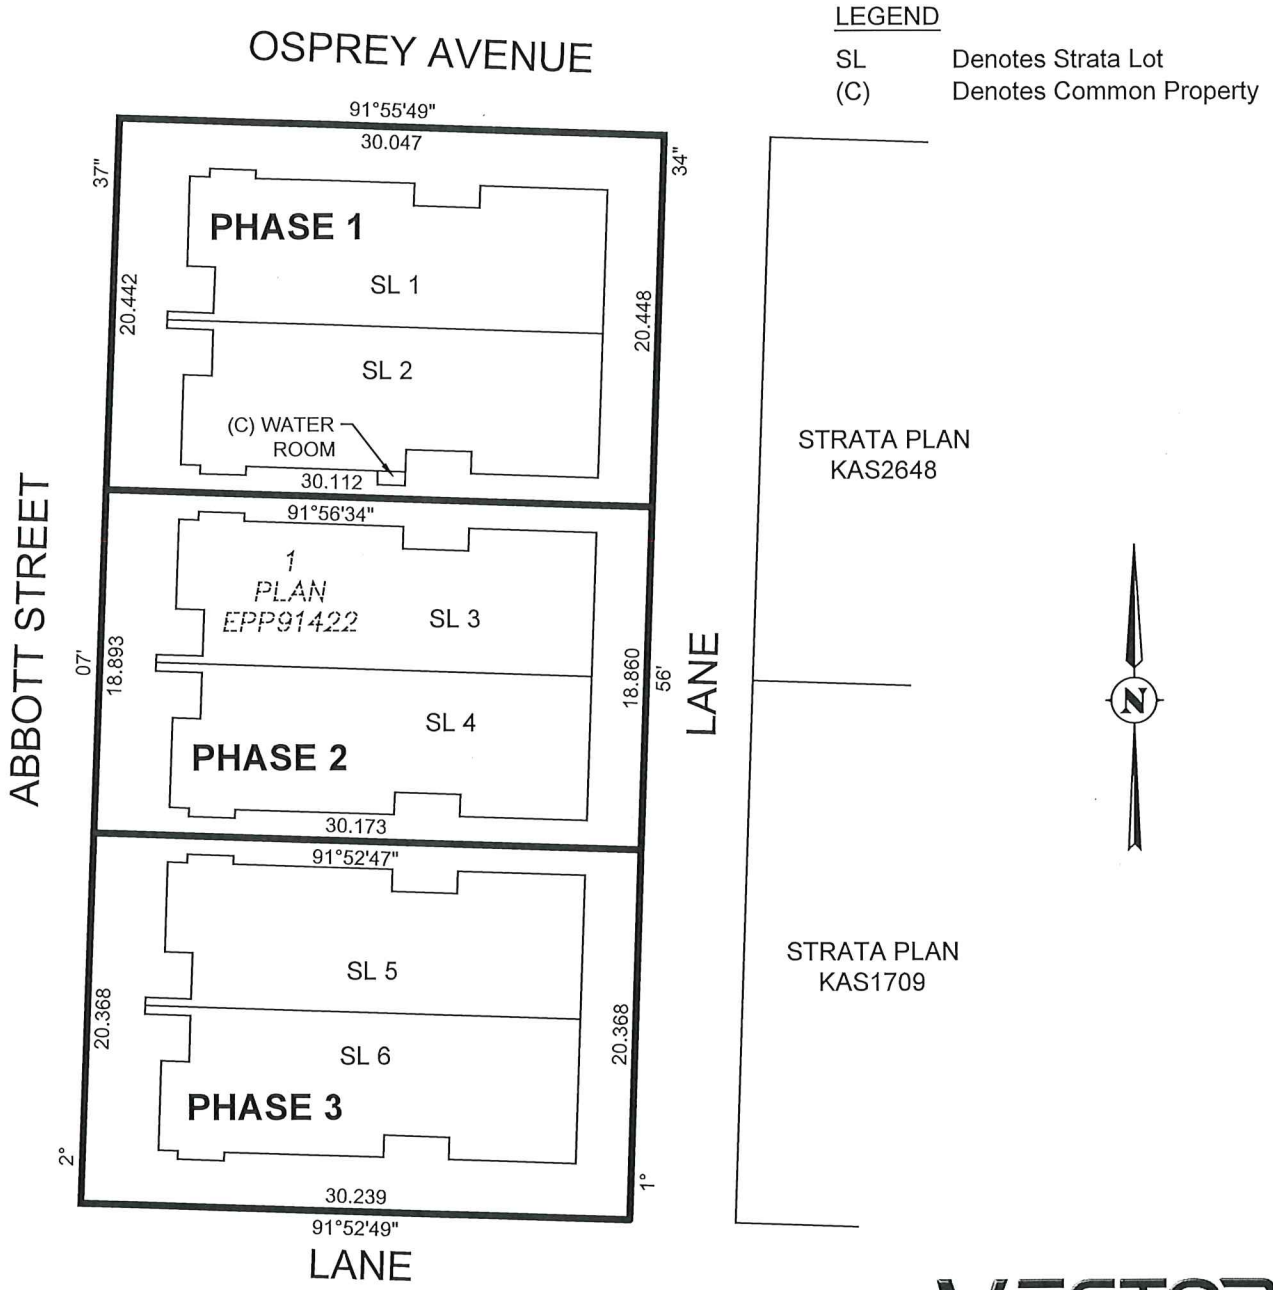 LEGEND
SL Denotes Strata Lot
(C) Denotes Common Property
OSPREY AVENUE
91°55'49"
30.047
37"
34"
PHASE 1
SL 1
20.442
20.448
SL 2
(C) WATER
ROOM
30.112
91°56'34"
STRATA PLAN
KAS2648
ABBOTT STREET
1
PLAN
EPP91422
SL 3
07'
18.893
18.860
56'
LANE
N
SL 4
PHASE 2
30.173
91°52'47"
SL 5
STRATA PLAN
KAS1709
20.368
20.368
SL 6
PHASE 3
2°
1°
30.239
91°52'49"
LANE